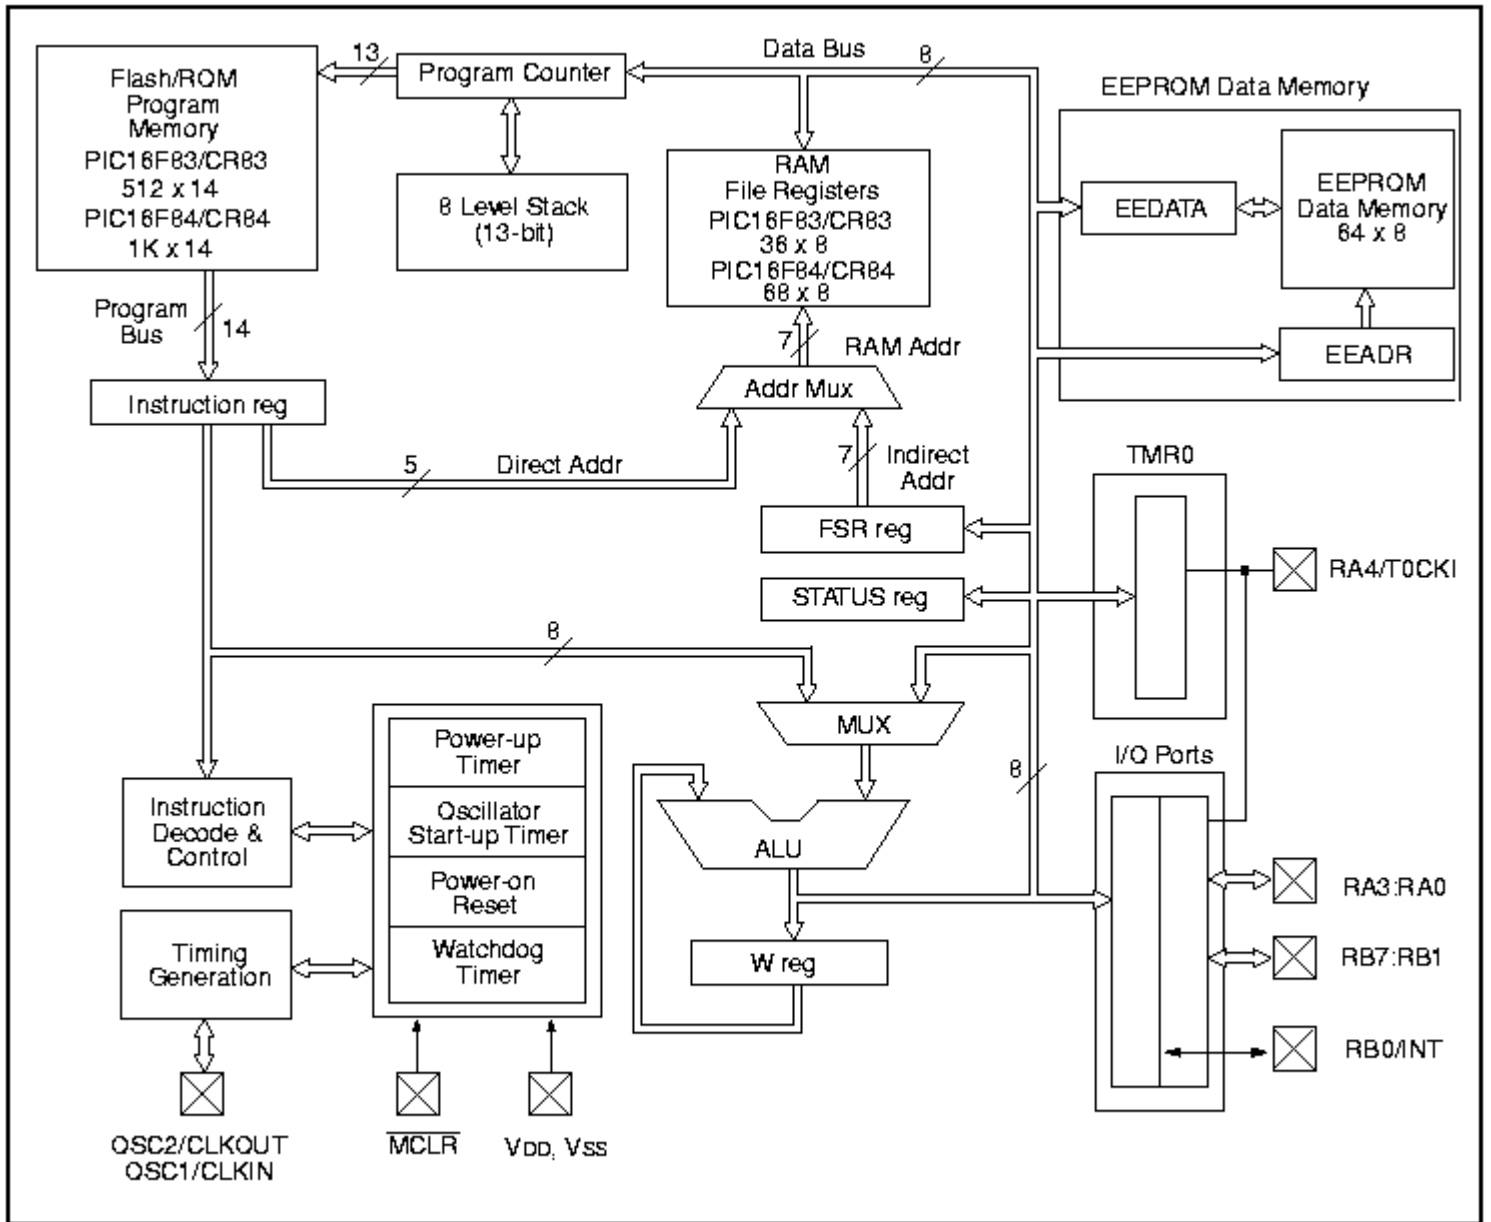 Data Bus
13
8
Flash/ROM
Program
Memory
PIC16F83/CR83
512 x 14
PIC16F84/CR84
1K x 14
Program Counter
8 Level Stack
(13-bit)
RAM
File Registers
PIC16F83/CR83
36 x 8
PIC16F84/CR84
68 x 8
EEPROM Data Memory
EEDATA
EEPROM
Data Memory
64 x 8
EEADR
Program
Bus
14
7
RAM Addr
Addr Mux
Instruction reg
5
Direct Addr
7
Indirect
Addr
FSR reg
STATUS reg
TMR0
RA4/T0CKI
8
MUX
8
I/O Ports
Power-up
Timer
Oscillator
Start-up Timer
Power-on
Reset
Watchdog
Timer
Instruction
Decode &
Control
ALU
Timing
Generation
W reg
RA3:RA0
RB7:RB1
RB0/INT
OSC2/CLKOUT
OSC1/CLKIN
MCLR
VDD, VSS